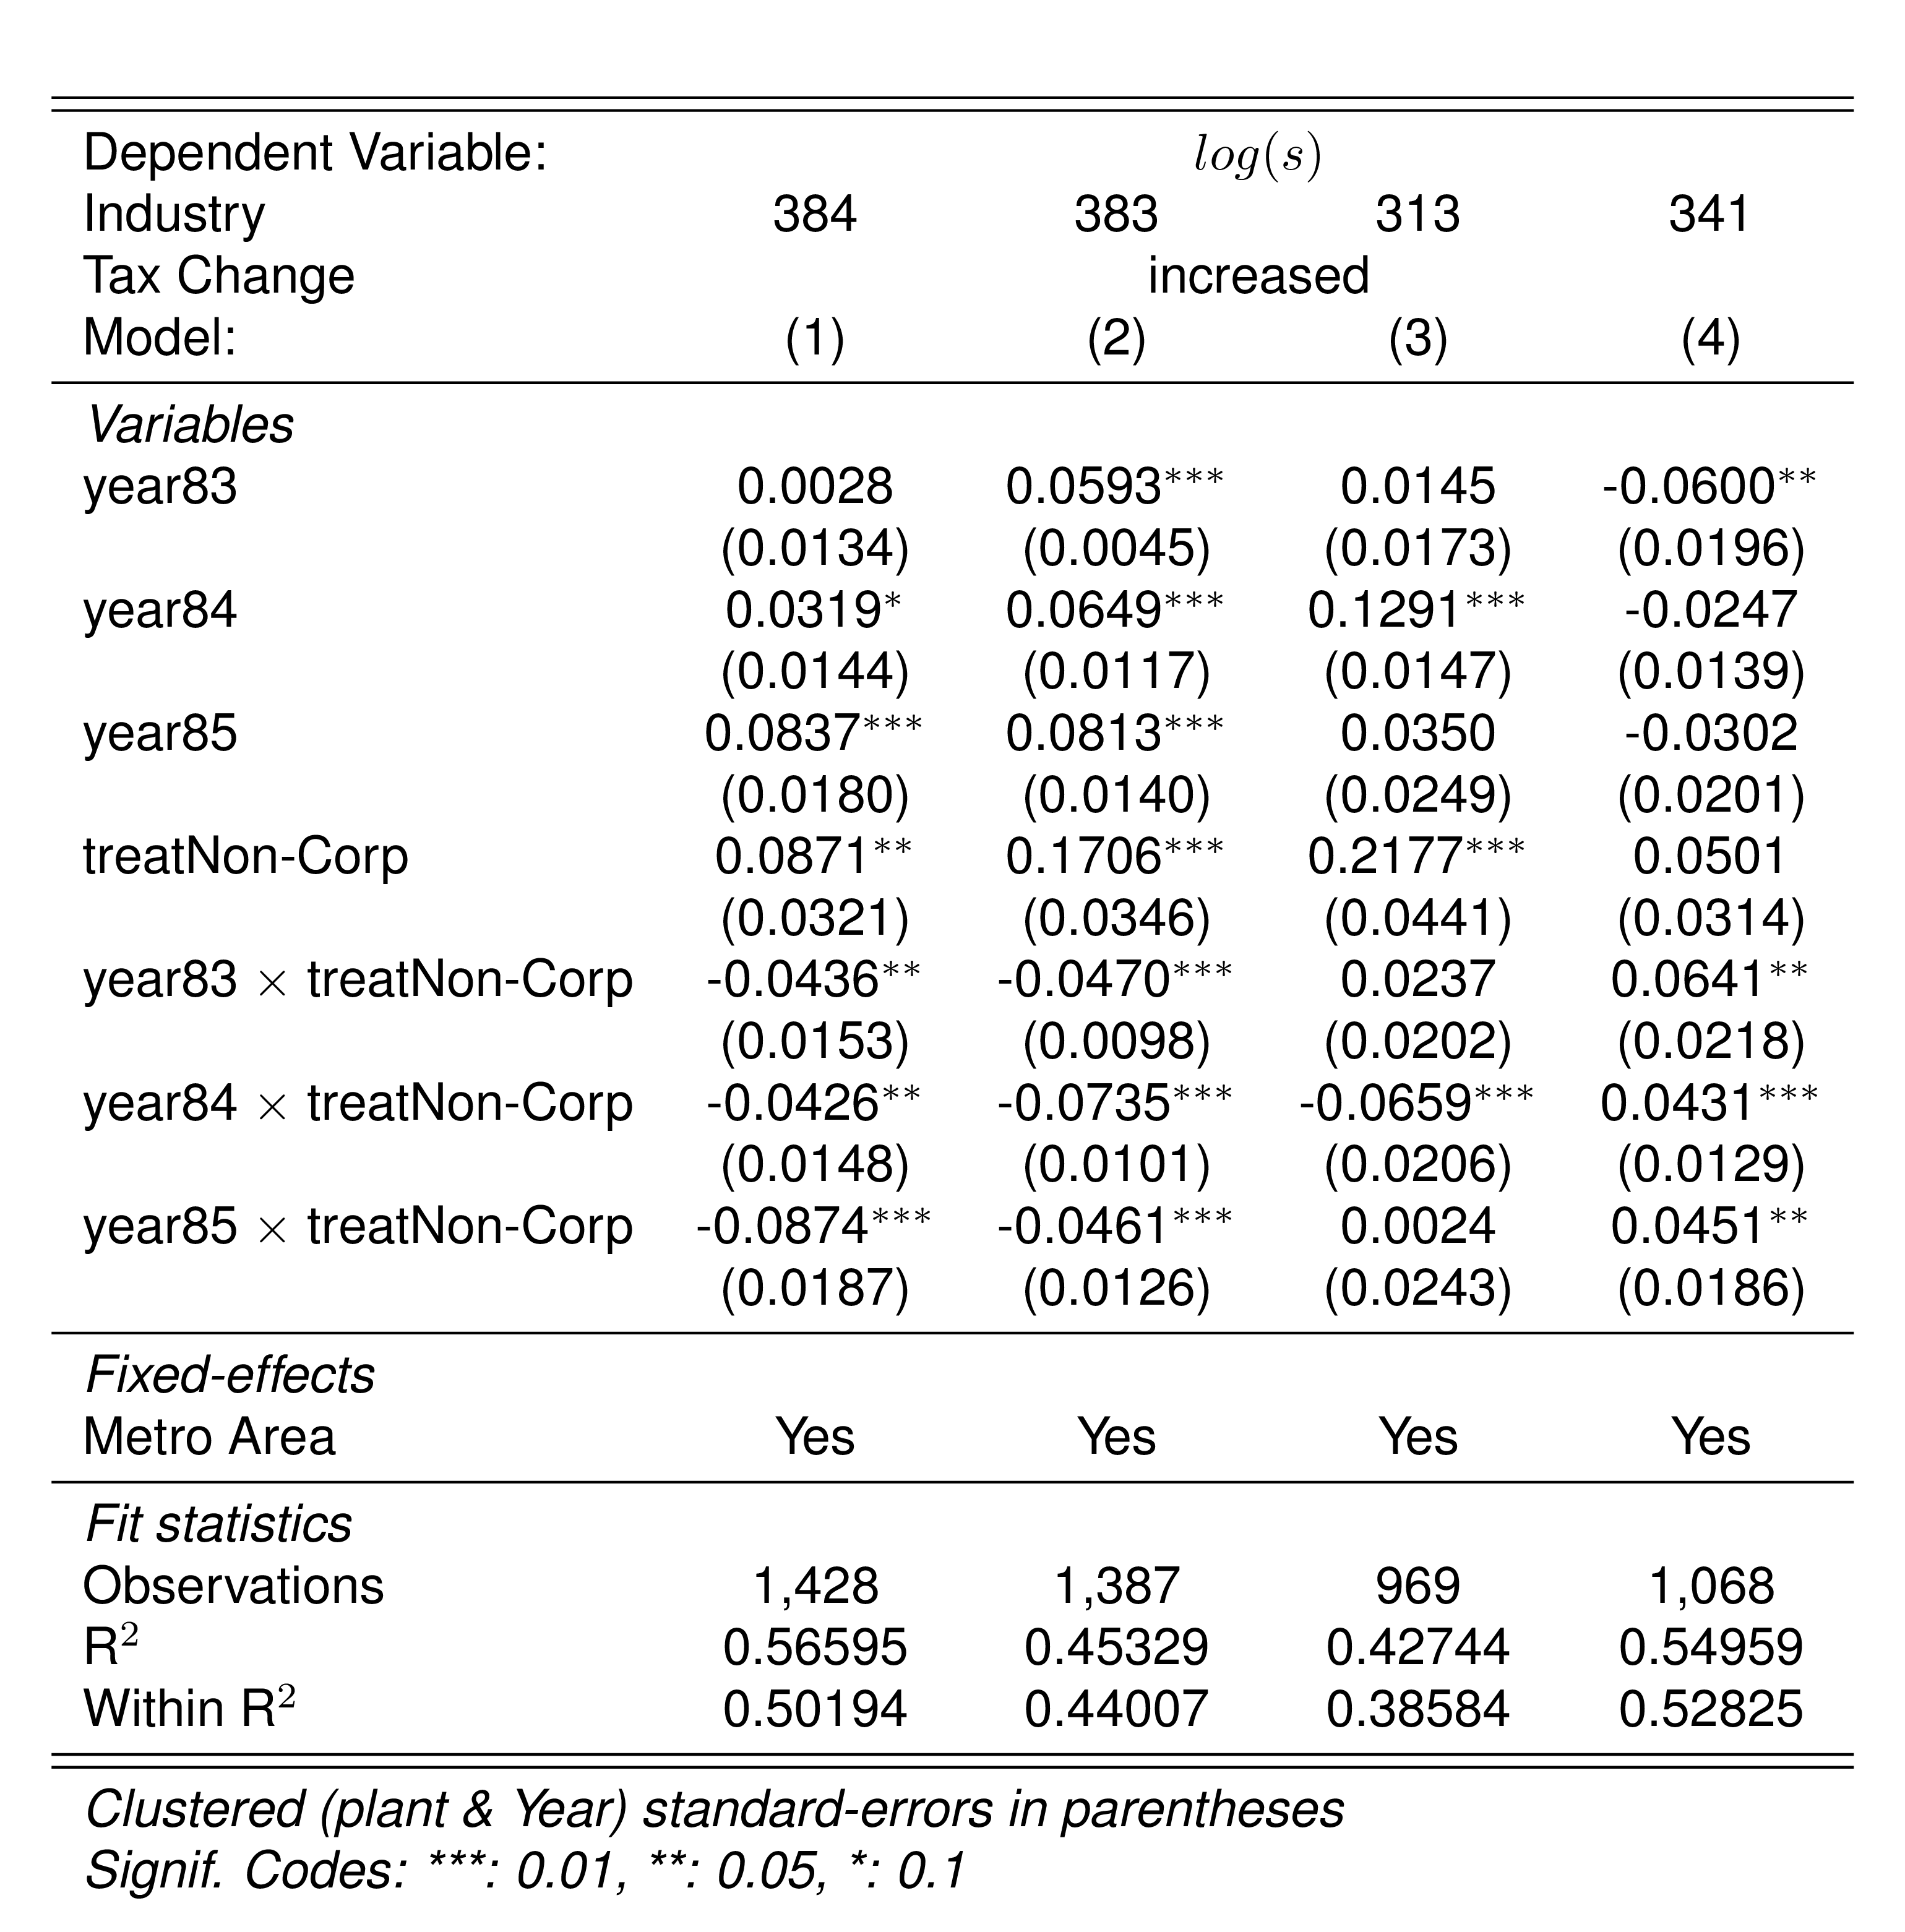 Dependent Variable: log(s)
Industry 384 383 313 341
Tax Change increased
Model: (1) (2) (3) (4)
Variables
year83 0.0028 0.0593*** 0.0145 -0.0600**
(0.0134) (0.0045) (0.0173) (0.0196)
year84 0.0319* 0.0649*** 0.1291*** -0.0247
(0.0144) (0.0117) (0.0147) (0.0139)
year85 0.0837*** 0.0813*** 0.0350 -0.0302
(0.0180) (0.0140) (0.0249) (0.0201)
treatNon-Corp 0.0871** 0.1706*** 0.2177*** 0.0501
(0.0321) (0.0346) (0.0441) (0.0314)
year83 × treatNon-Corp -0.0436** -0.0470*** 0.0237 0.0641**
(0.0153) (0.0098) (0.0202) (0.0218)
year84 × treatNon-Corp -0.0426** -0.0735*** -0.0659*** 0.0431***
(0.0148) (0.0101) (0.0206) (0.0129)
year85 × treatNon-Corp -0.0874*** -0.0461*** 0.0024 0.0451**
(0.0187) (0.0126) (0.0243) (0.0186)
Fixed-effects
Metro Area Yes Yes Yes Yes
Fit statistics
Observations 1,428 1,387 969 1,068
R² 0.56595 0.45329 0.42744 0.54959
Within R² 0.50194 0.44007 0.38584 0.52825
Clustered (plant & Year) standard-errors in parentheses
Signif. Codes: ***: 0.01, **: 0.05, *: 0.1